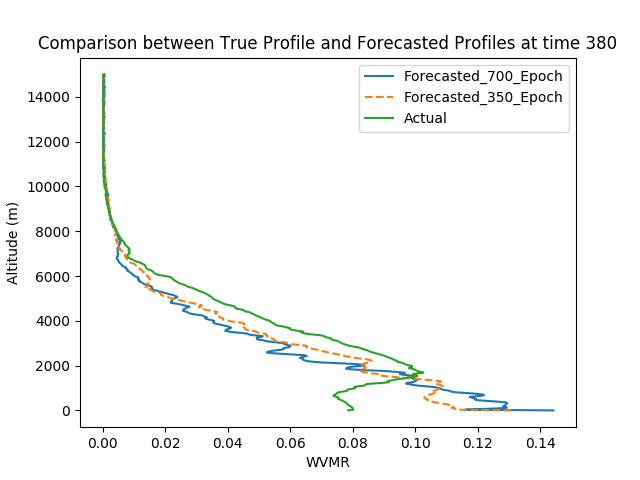 Comparison between True Profile and Forecasted Profiles at time 380
Forecasted_700_Epoch
Forecasted_350_Epoch
Actual
14000
12000
10000
8000
6000
4000
2000
0
Altitude (m)
0.00 0.02 0.04 0.06 0.08 0.10 0.12 0.14
WVMR